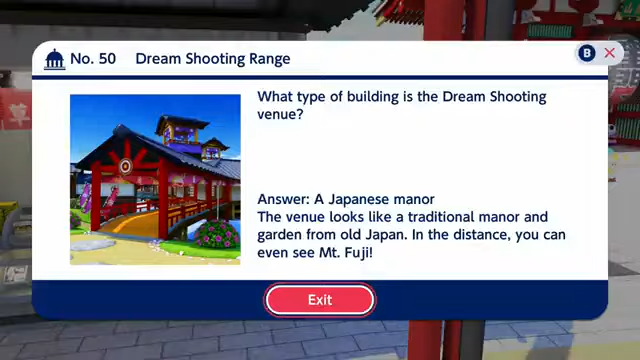 No. 50 Dream Shooting Range
B
What type of building is the Dream Shooting
venue?
Answer: A Japanese manor
The venue looks like a traditional manor and
garden from old Japan. In the distance, you can
even see Mt. Fuji!
Exit